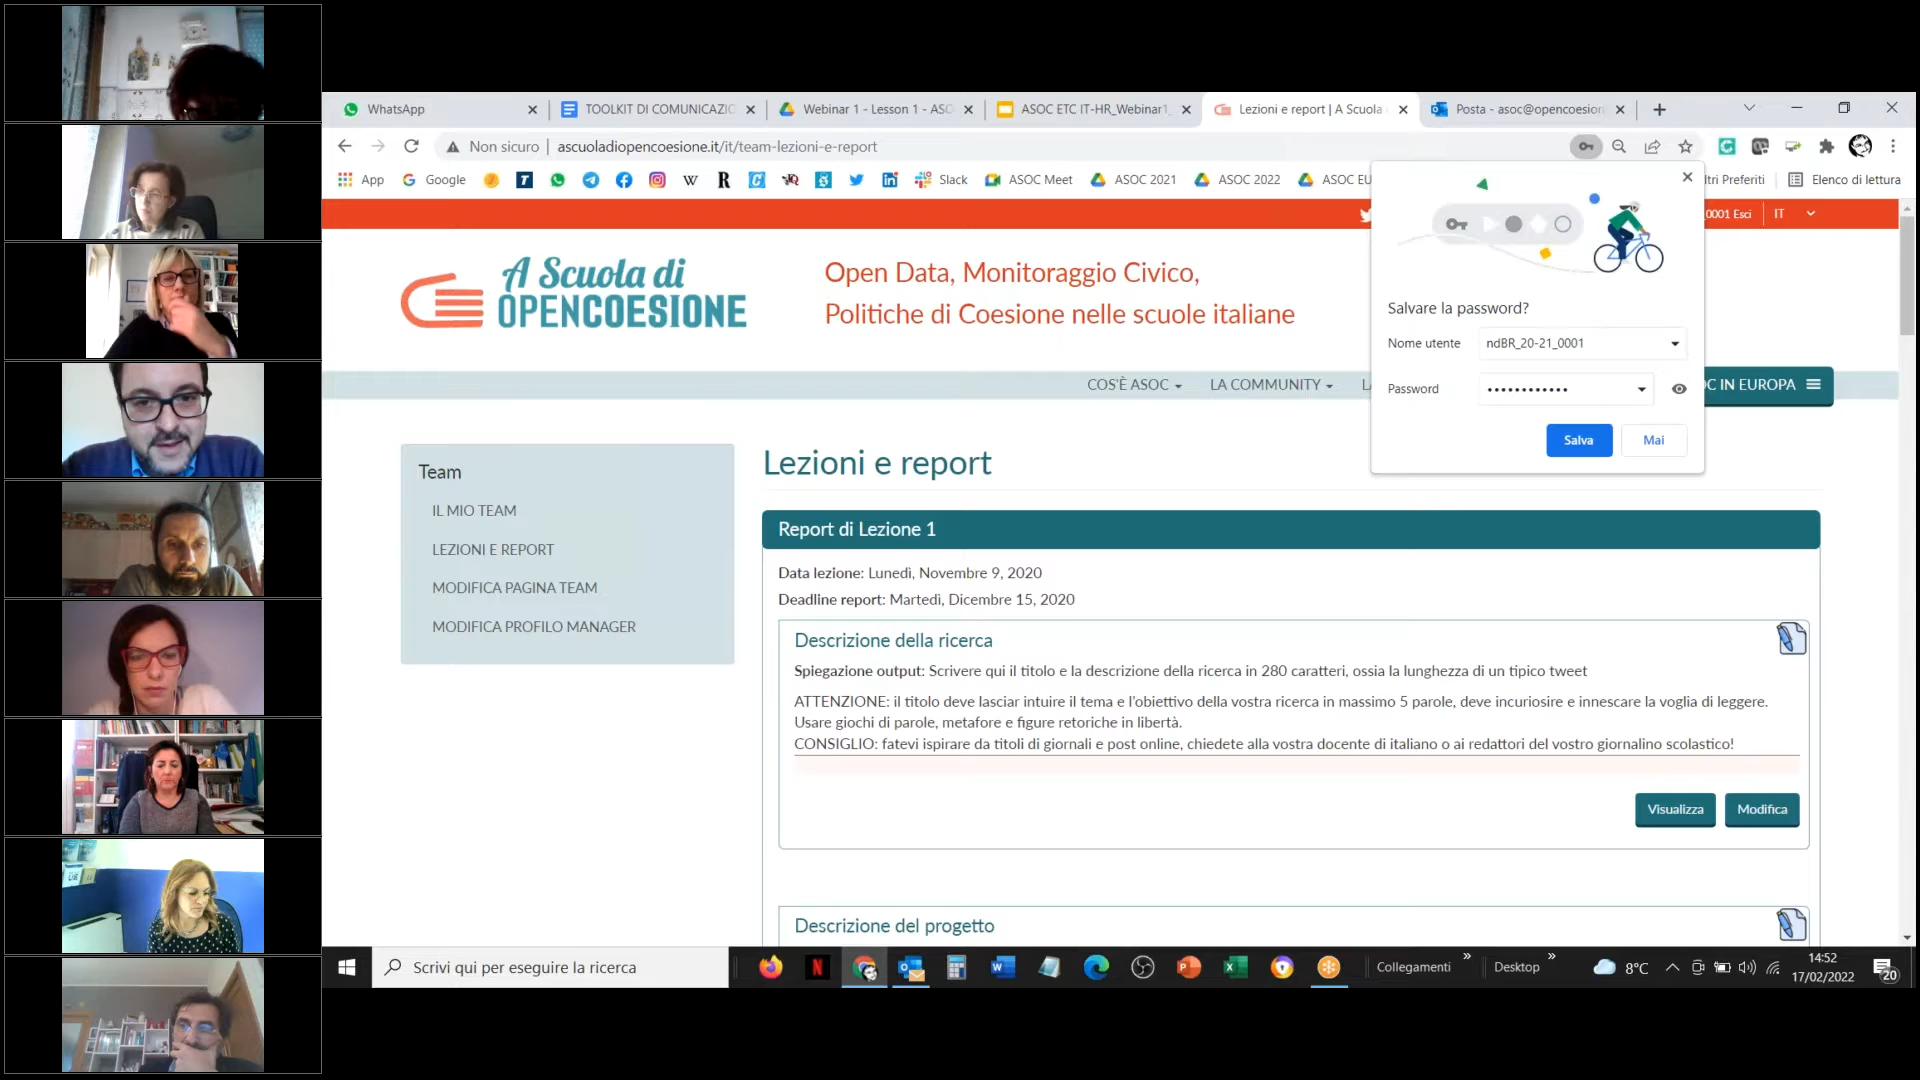 WhatsApp
TOOLKIT DI COMUNICAZIO
Webinar 1 - Lesson 1 - ASO
ASOC ETC IT-HR_Webinar1_
Lezioni e report | A Scuola
Posta - asoc@opencoesion
Non sicuro | ascuoladiopencoesione.it/it/team-lezioni-e-report
App
Google
Slack
ASOC Meet
ASOC 2021
ASOC 2022
ASOC EU
ltri Preferiti
Elenco di lettura
0001 Esci
IT
A Scuola di
OPENCOESIONE
Open Data, Monitoraggio Civico,
Politiche di Coesione nelle scuole italiane
Salvare la password?
Nome utente
ndBR_20-21_0001
Password
••••••••••••
Salva
Mai
COS'È ASOC
LA COMMUNITY
OC IN EUROPA
Team
IL MIO TEAM
LEZIONI E REPORT
MODIFICA PAGINA TEAM
MODIFICA PROFILO MANAGER
Lezioni e report
Report di Lezione 1
Data lezione: Lunedì, Novembre 9, 2020
Deadline report: Martedì, Dicembre 15, 2020
Descrizione della ricerca
Spiegazione output: Scrivere qui il titolo e la descrizione della ricerca in 280 caratteri, ossia la lunghezza di un tipico tweet
ATTENZIONE: il titolo deve lasciar intuire il tema e l'obiettivo della vostra ricerca in massimo 5 parole, deve incuriosire e innescare la voglia di leggere.
Usare giochi di parole, metafore e figure retoriche in libertà.
CONSIGLIO: fatevi ispirare da titoli di giornali e post online, chiedete alla vostra docente di italiano o ai redattori del vostro giornalino scolastico!
Visualizza
Modifica
Descrizione del progetto
Scrivi qui per eseguire la ricerca
Collegamenti
Desktop
8°C
14:52
17/02/2022
20